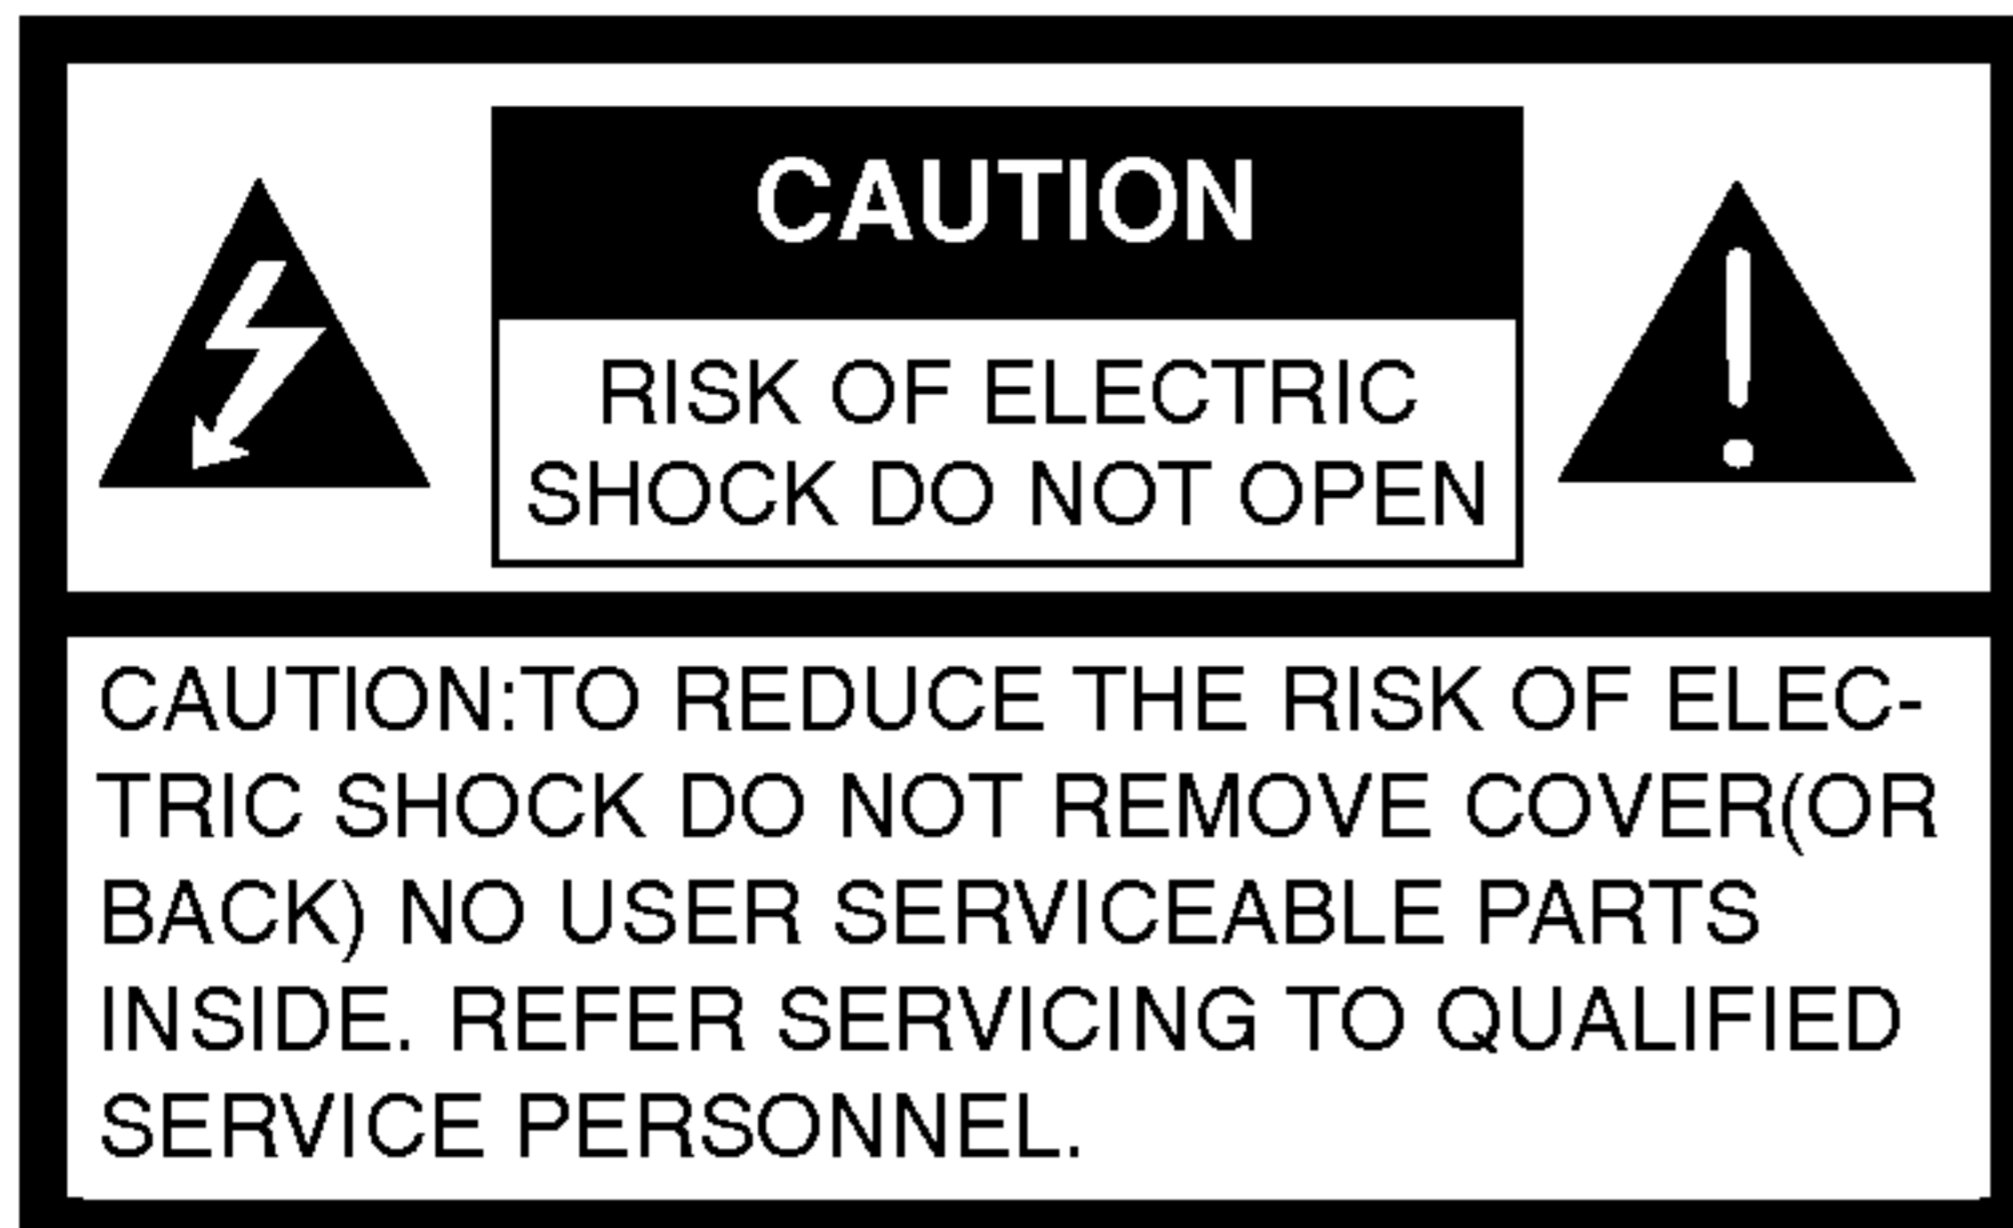 CAUTION
RISK OF ELECTRIC
SHOCK DO NOT OPEN
CAUTION:TO REDUCE THE RISK OF ELEC-
TRIC SHOCK DO NOT REMOVE COVER(OR
BACK) NO USER SERVICEABLE PARTS
INSIDE. REFER SERVICING TO QUALIFIED
SERVICE PERSONNEL.